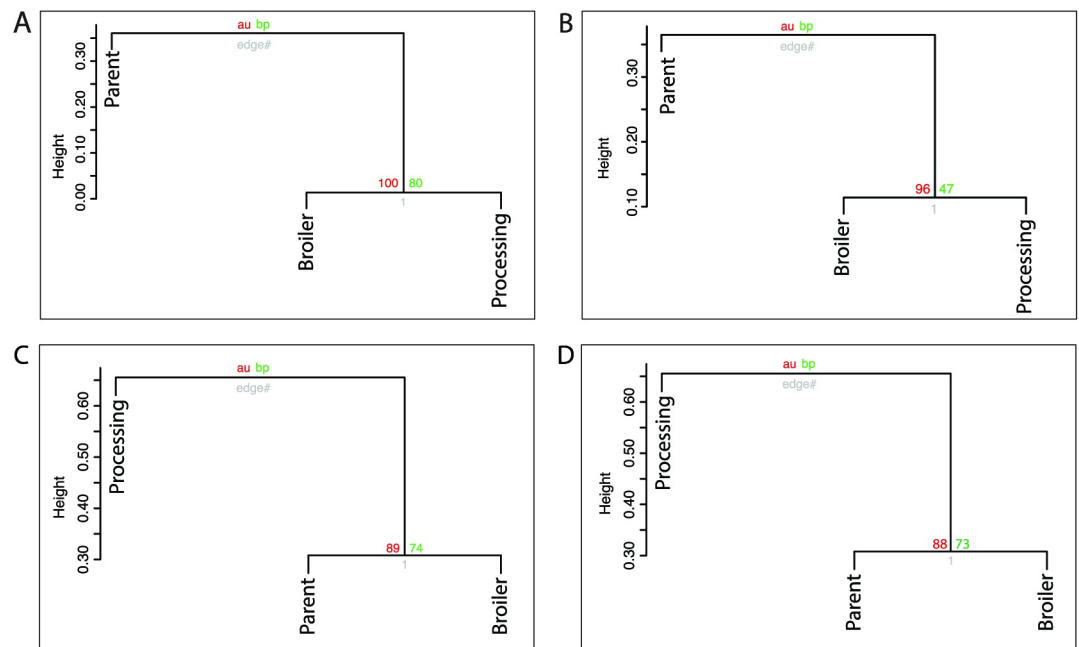 A
au bp
edge#
Height
0.00 0.10 0.20 0.30
Parent
100 80
1
Broiler
Processing
B
au bp
edge#
Height
0.10 0.20 0.30
Parent
96 47
1
Broiler
Processing
C
au bp
edge#
Height
0.30 0.40 0.50 0.60
Processing
89 74
1
Parent
Broiler
D
au bp
edge#
Height
0.30 0.40 0.50 0.60
Processing
88 73
1
Parent
Broiler